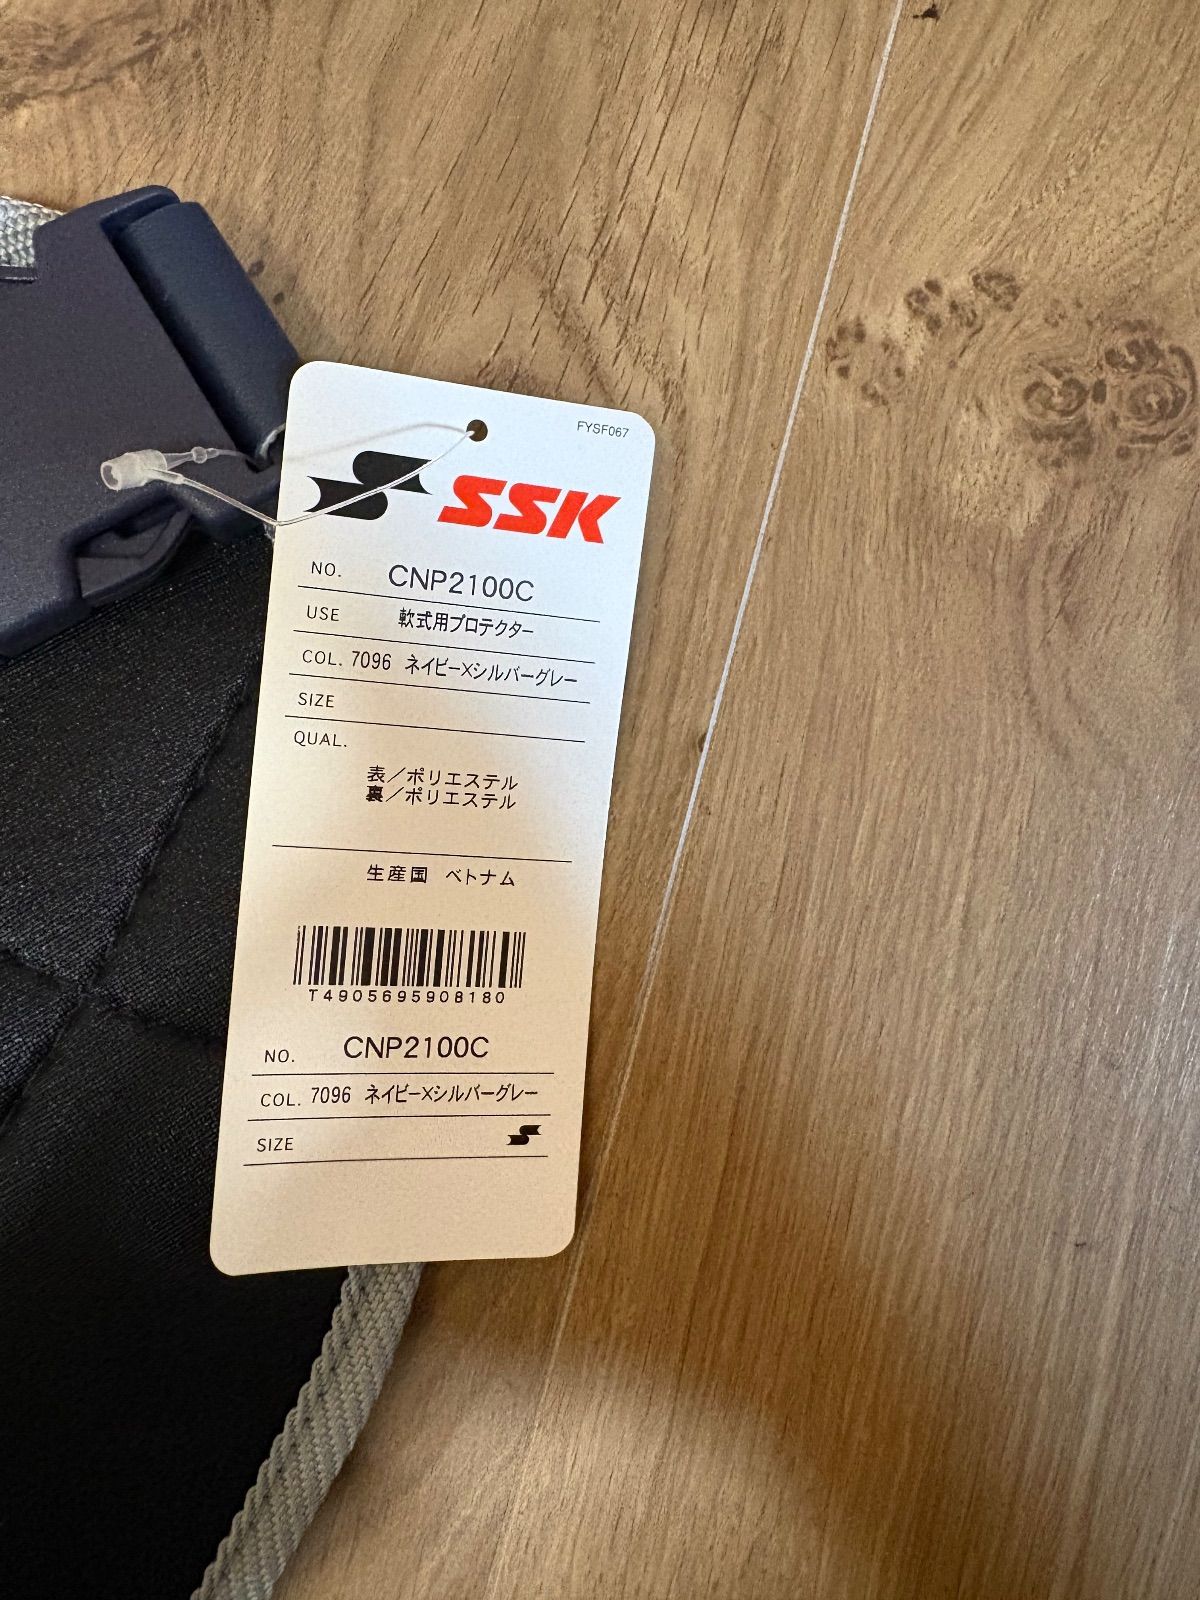 FYSF067
SSK
NO. CNP2100C
USE 軟式用プロテクター
COL. 7096 ネイビー×シルバーグレー
SIZE
QUAL.
表/ポリエステル
裏/ポリエステル
生産国 ベトナム
T4905695908180
NO. CNP2100C
COL. 7096 ネイビー×シルバーグレー
SIZE